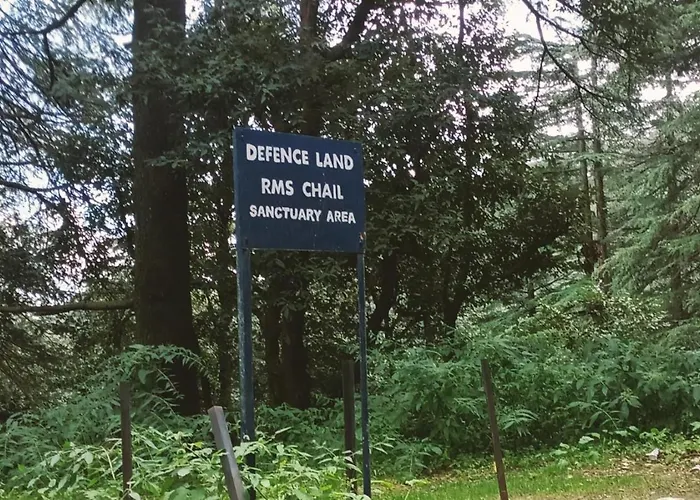 DEFENCE LAND
RMS CHAIL
SANCTUARY AREA